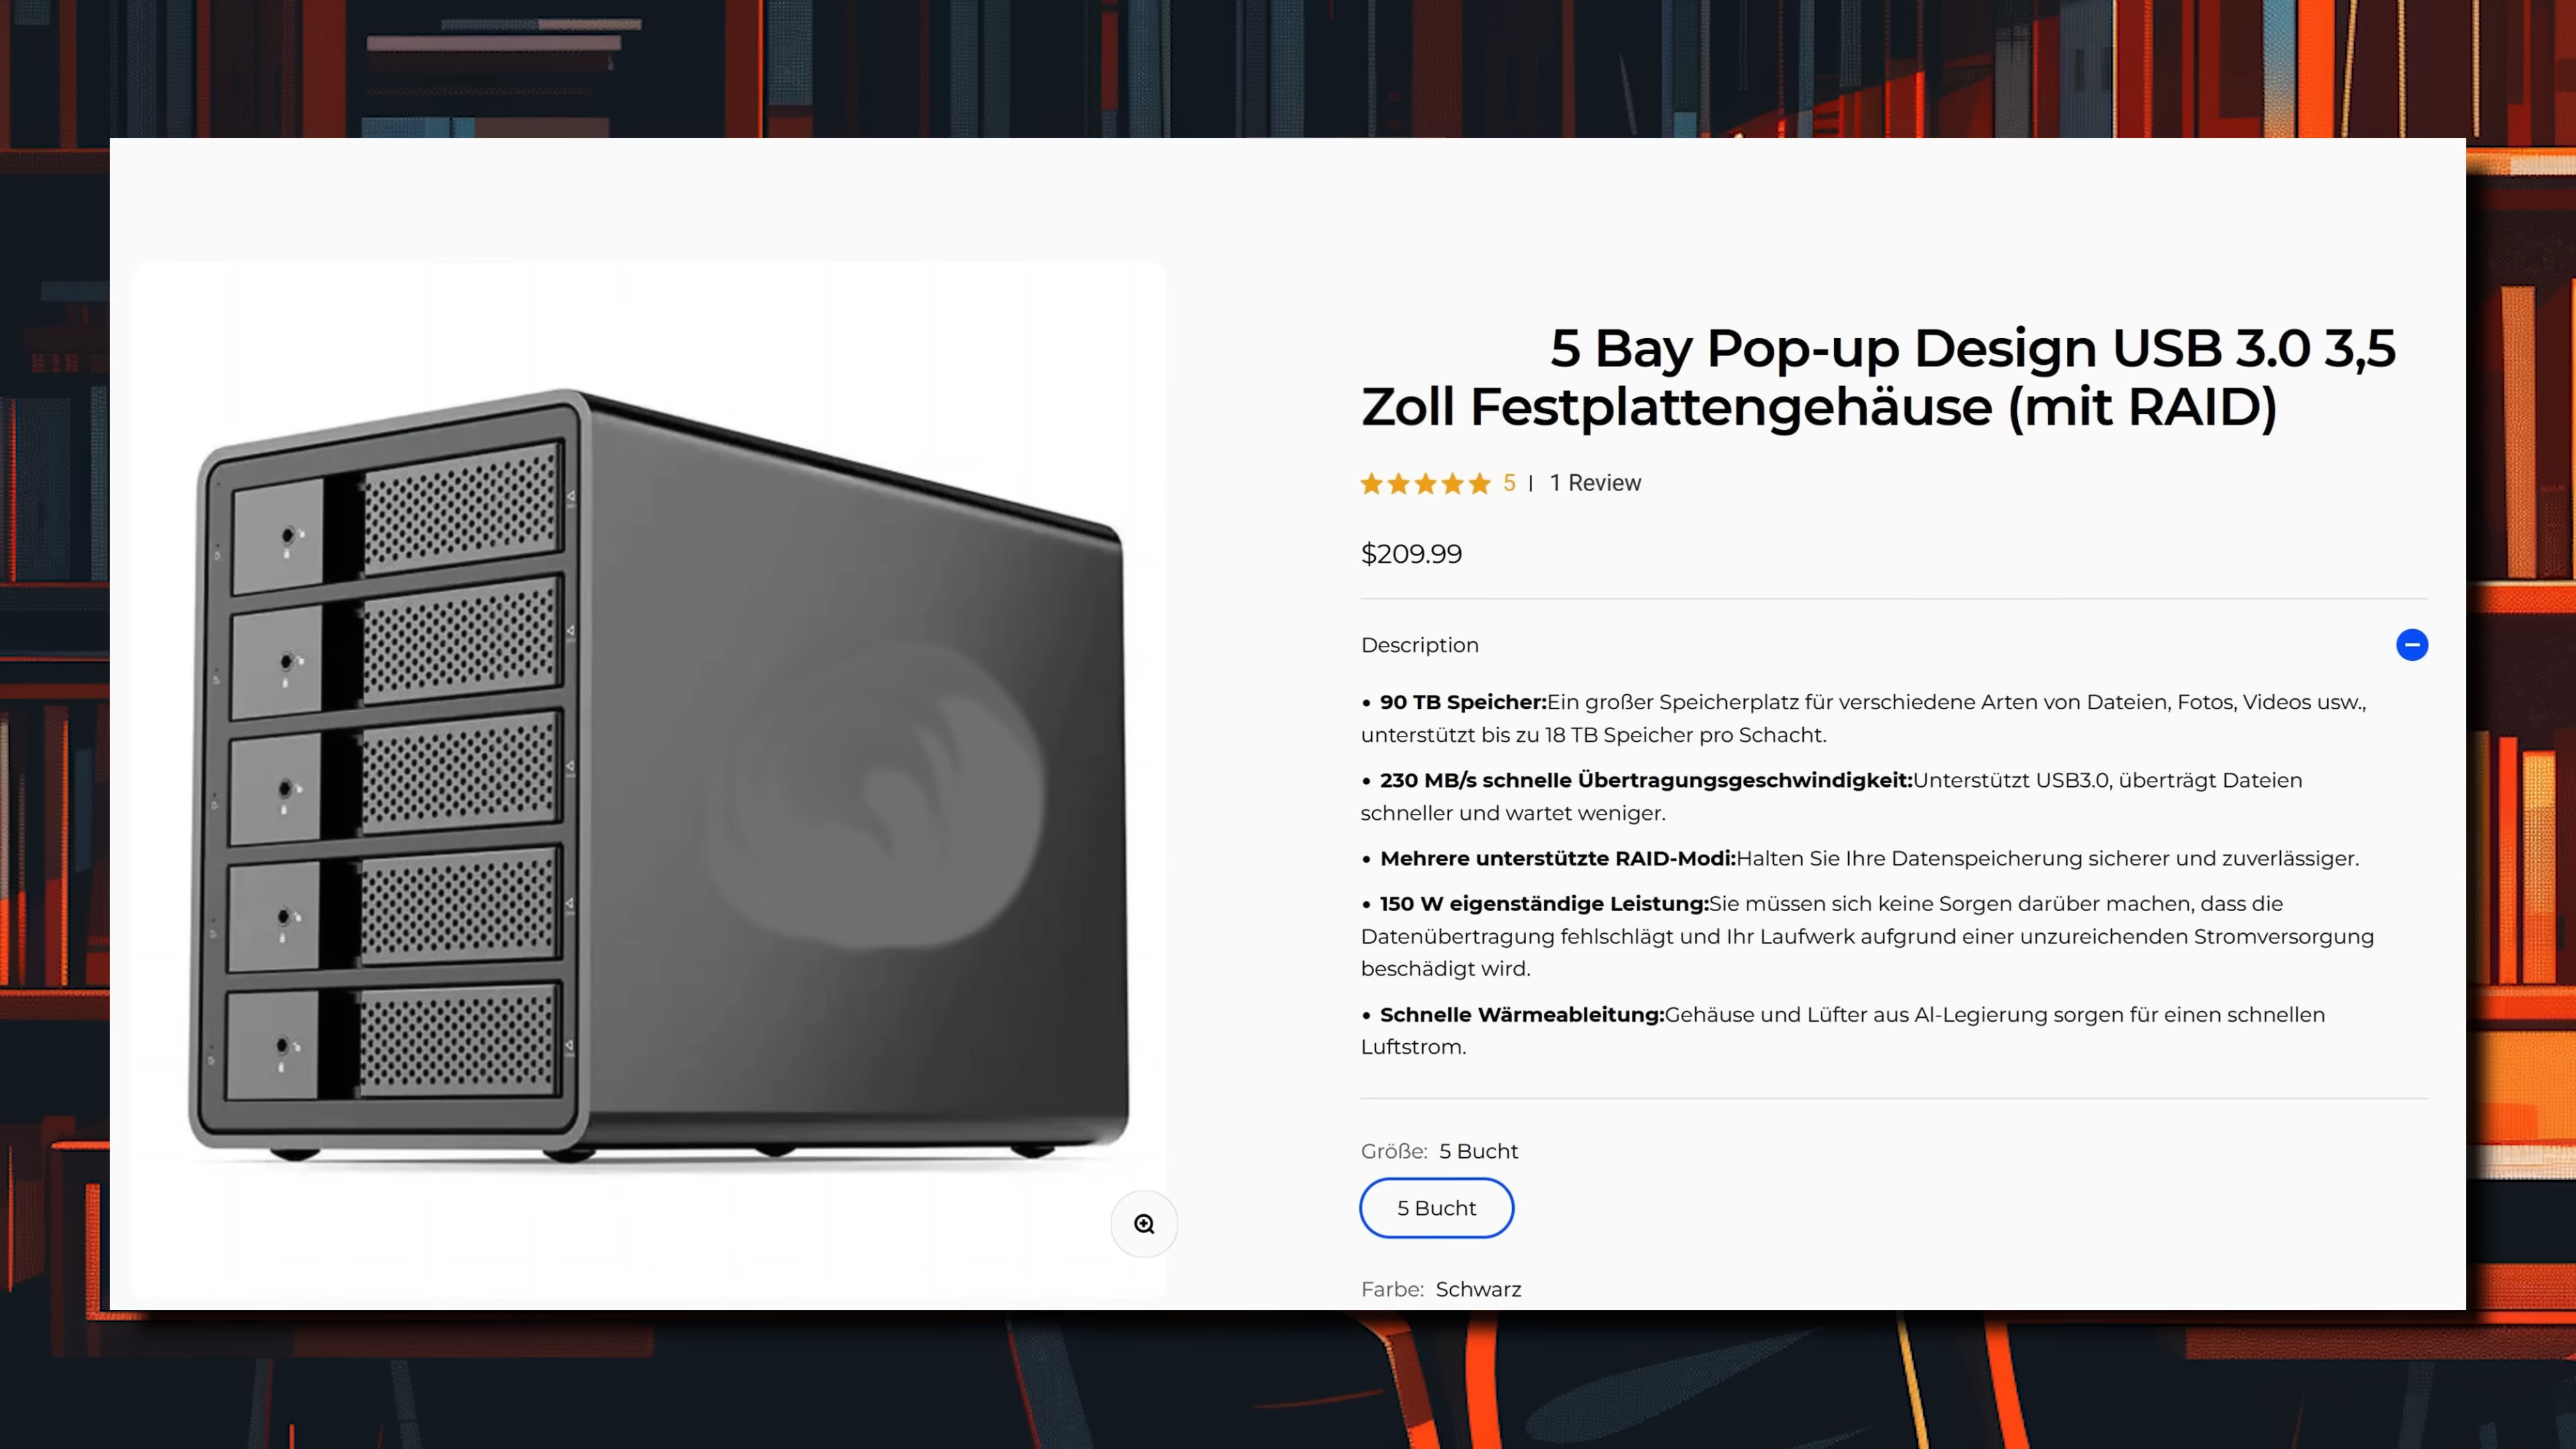 5 Bay Pop-up Design USB 3.0 3,5
Zoll Festplattengehäuse (mit RAID)
5 | 1 Review
$209.99
Description
• 90 TB Speicher:Ein großer Speicherplatz für verschiedene Arten von Dateien, Fotos, Videos usw.,
unterstützt bis zu 18 TB Speicher pro Schacht.
• 230 MB/s schnelle Übertragungsgeschwindigkeit:Unterstützt USB3.0, überträgt Dateien
schneller und wartet weniger.
• Mehrere unterstützte RAID-Modi:Halten Sie Ihre Datenspeicherung sicherer und zuverlässiger.
• 150 W eigenständige Leistung:Sie müssen sich keine Sorgen darüber machen, dass die
Datenübertragung fehlschlägt und Ihr Laufwerk aufgrund einer unzureichenden Stromversorgung
beschädigt wird.
• Schnelle Wärmeableitung:Gehäuse und Lüfter aus Al-Legierung sorgen für einen schnellen
Luftstrom.
Größe: 5 Bucht
5 Bucht
Farbe: Schwarz